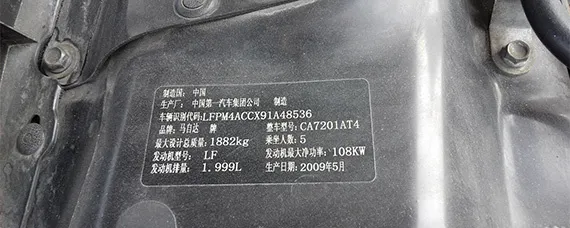 制造国：中国
生产厂：中国第一汽车集团公司 制造
车辆识别代码:LFPM4ACCX91A48536
品牌：马自达 牌 整车型号：CA7201AT4
最大设计总质量：1882kg 乘坐人数：5
发动机型号：LF 发动机最大净功率：108KW
发动机排量：1.999L 生产日期：2009年5月